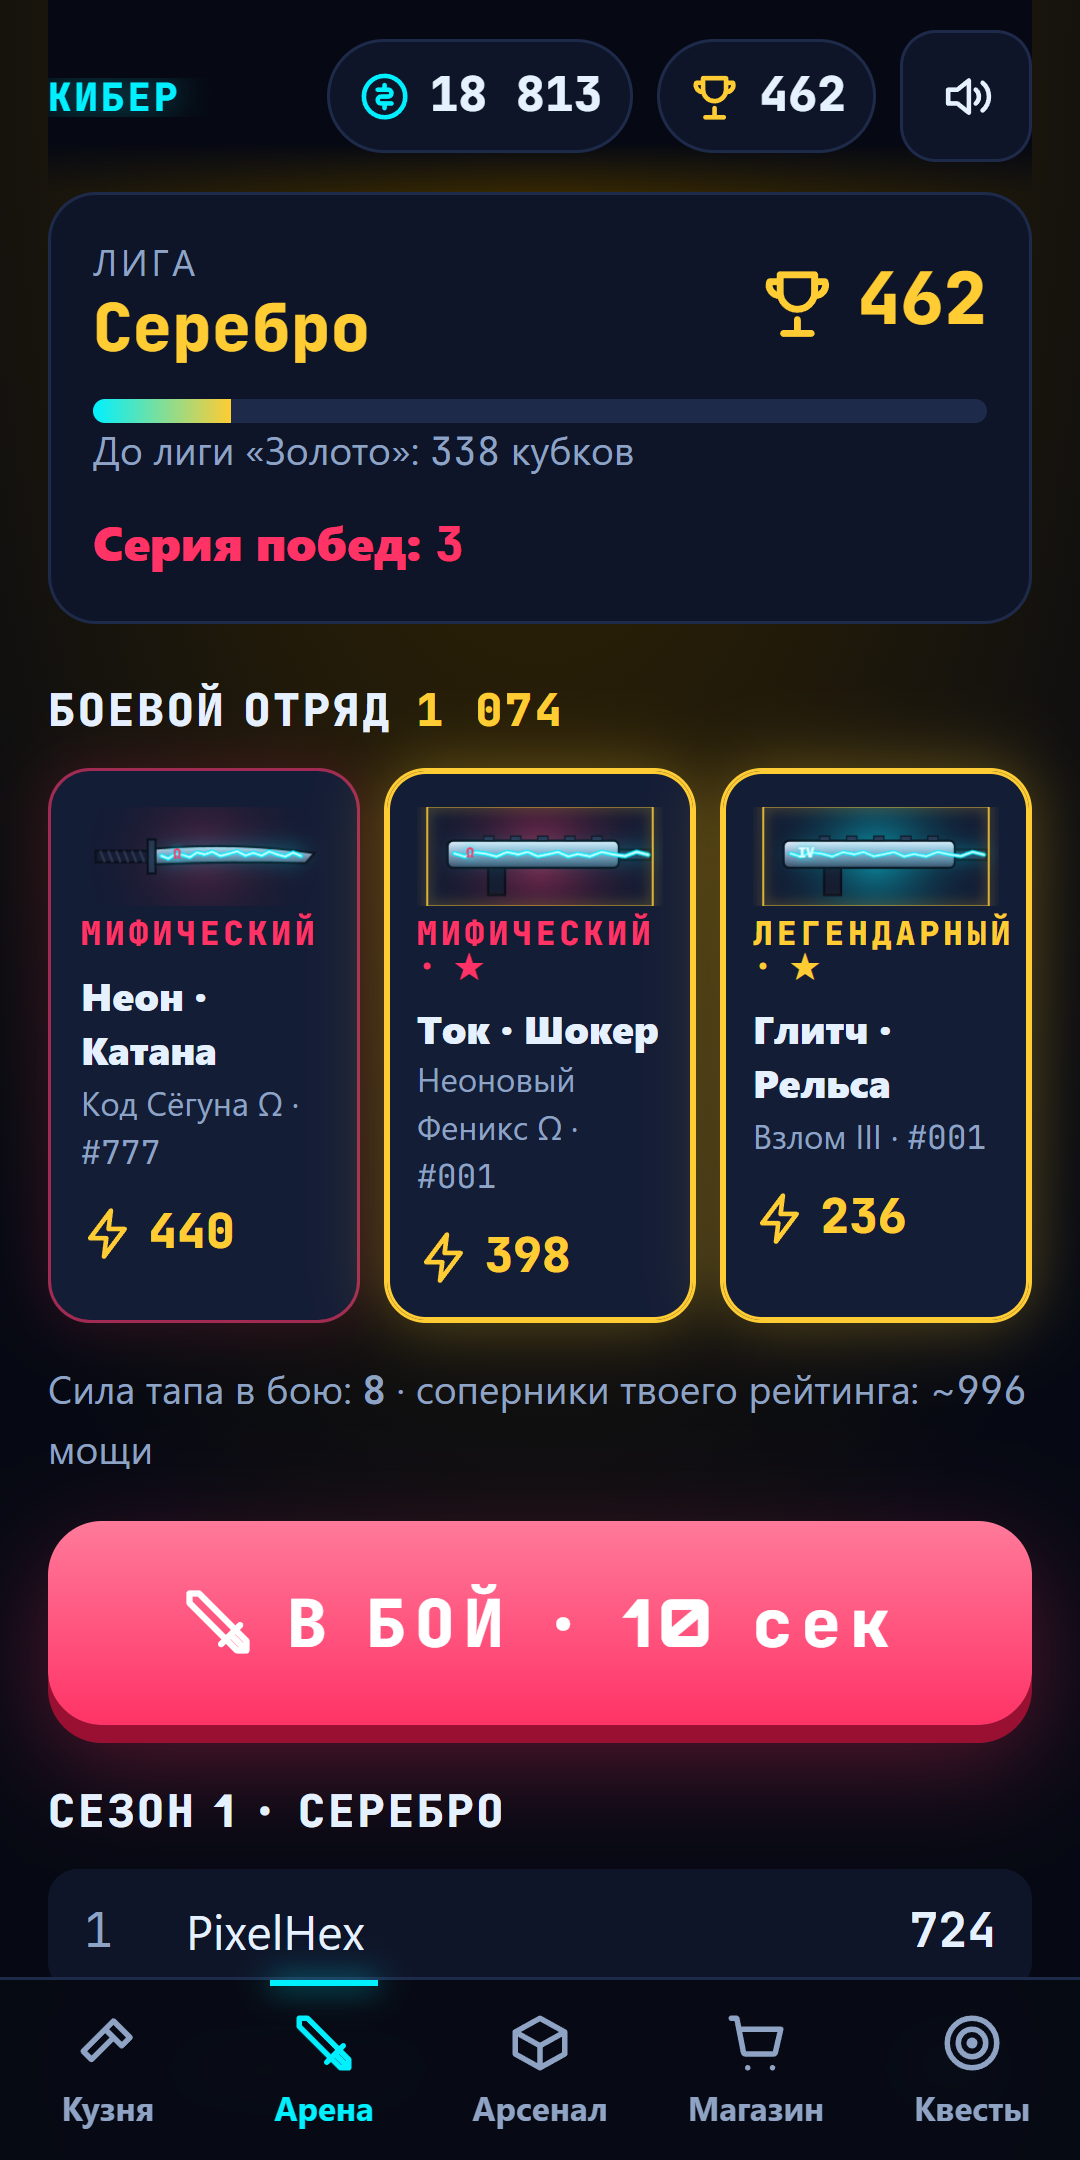 КИБЕР
18 813
462
ЛИГА
Серебро
462
До лиги «Золото»: 338 кубков
Серия побед: 3
БОЕВОЙ ОТРЯД 1 074
Ω
МИФИЧЕСКИЙ
Неон ·
Катана
Код Сёгуна Ω ·
#777
440
Ω
МИФИЧЕСКИЙ
· ★
Ток · Шокер
Неоновый
Феникс Ω ·
#001
398
IV
ЛЕГЕНДАРНЫЙ
· ★
Глитч ·
Рельса
Взлом III · #001
236
Сила тапа в бою: 8 · соперники твоего рейтинга: ~996
мощи
В БОЙ · 10 сек
СЕЗОН 1 · СЕРЕБРО
1 PixelHex 724
Кузня
Арена
Арсенал
Магазин
Квесты